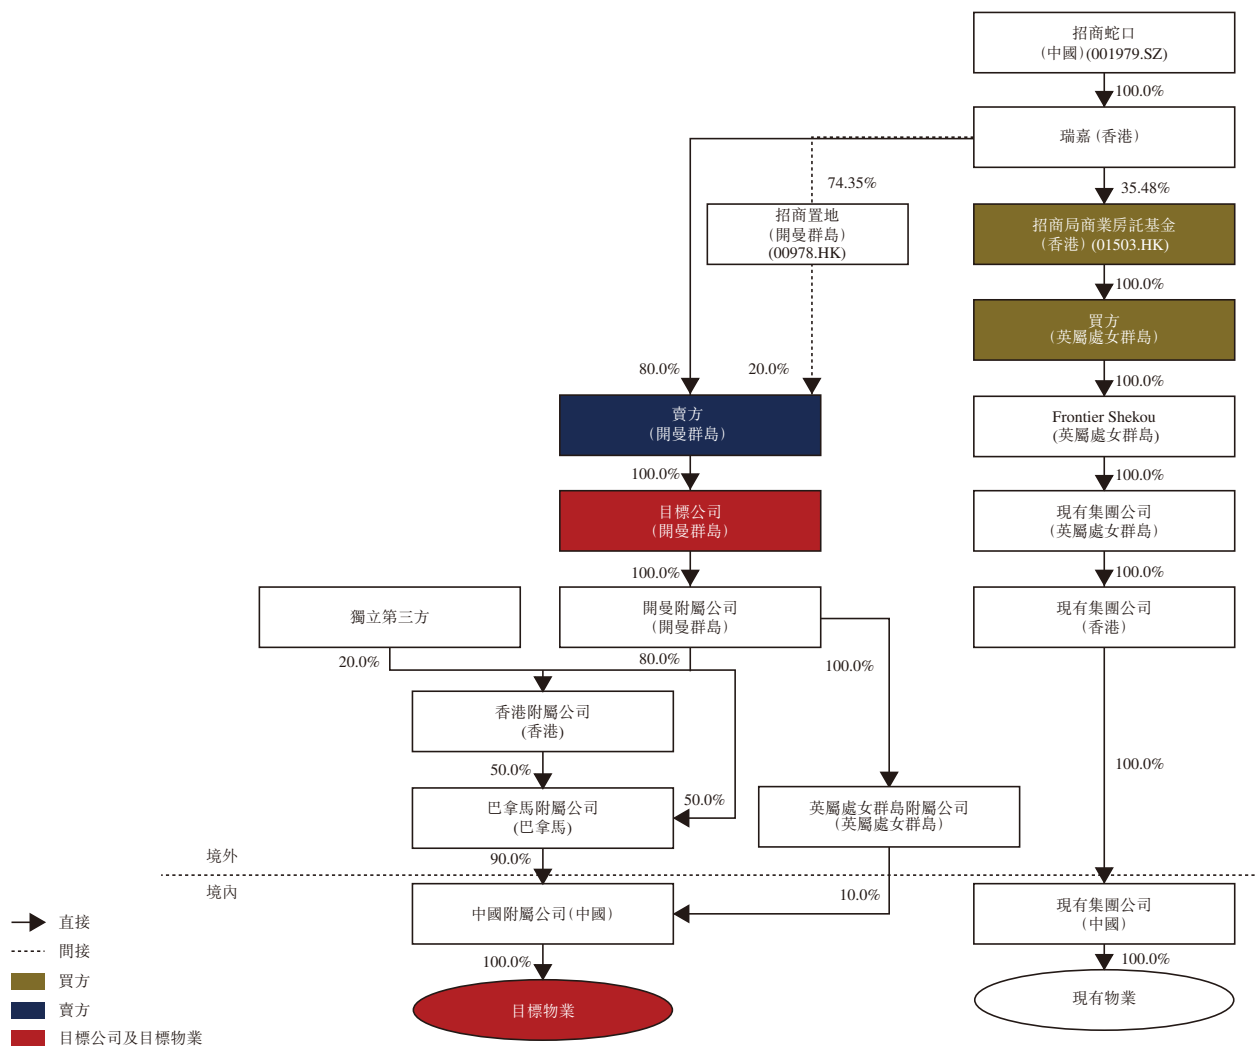 招商蛇口
(中國)(001979.SZ)
100.0%
瑞嘉 (香港)
74.35%
35.48%
招商置地
(開曼群島)
(00978.HK)
招商局商業房託基金
(香港) (01503.HK)
100.0%
買方
(英屬處女群島)
80.0%
20.0%
100.0%
賣方
(開曼群島)
Frontier Shekou
(英屬處女群島)
100.0%
100.0%
目標公司
(開曼群島)
現有集團公司
(英屬處女群島)
100.0%
100.0%
獨立第三方
開曼附屬公司
(開曼群島)
現有集團公司
(香港)
20.0%
80.0%
100.0%
香港附屬公司
(香港)
50.0%
100.0%
巴拿馬附屬公司
(巴拿馬)
50.0%
英屬處女群島附屬公司
(英屬處女群島)
境外
90.0%
境內
10.0%
中國附屬公司(中國)
現有集團公司
(中國)
100.0%
100.0%
目標物業
現有物業
直接
間接
買方
賣方
目標公司及目標物業